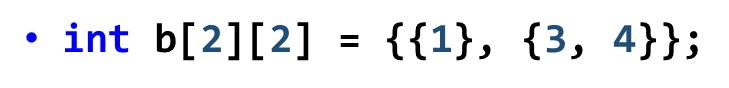 • int b[2][2] = {{1}, {3, 4}};